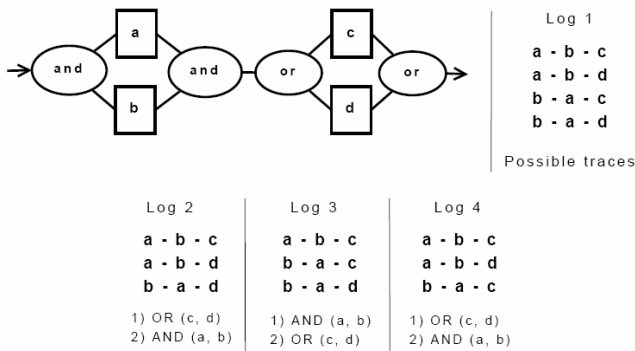 a
c
and
and
or
or
b
d
Log 1
a - b - c
a - b - d
b - a - c
b - a - d
Possible traces
Log 2
a - b - c
a - b - d
b - a - d
1) OR (c, d)
2) AND (a, b)
Log 3
a - b - c
b - a - c
b - a - d
1) AND (a, b)
2) OR (c, d)
Log 4
a - b - c
a - b - d
b - a - c
1) OR (c, d)
2) AND (a, b)